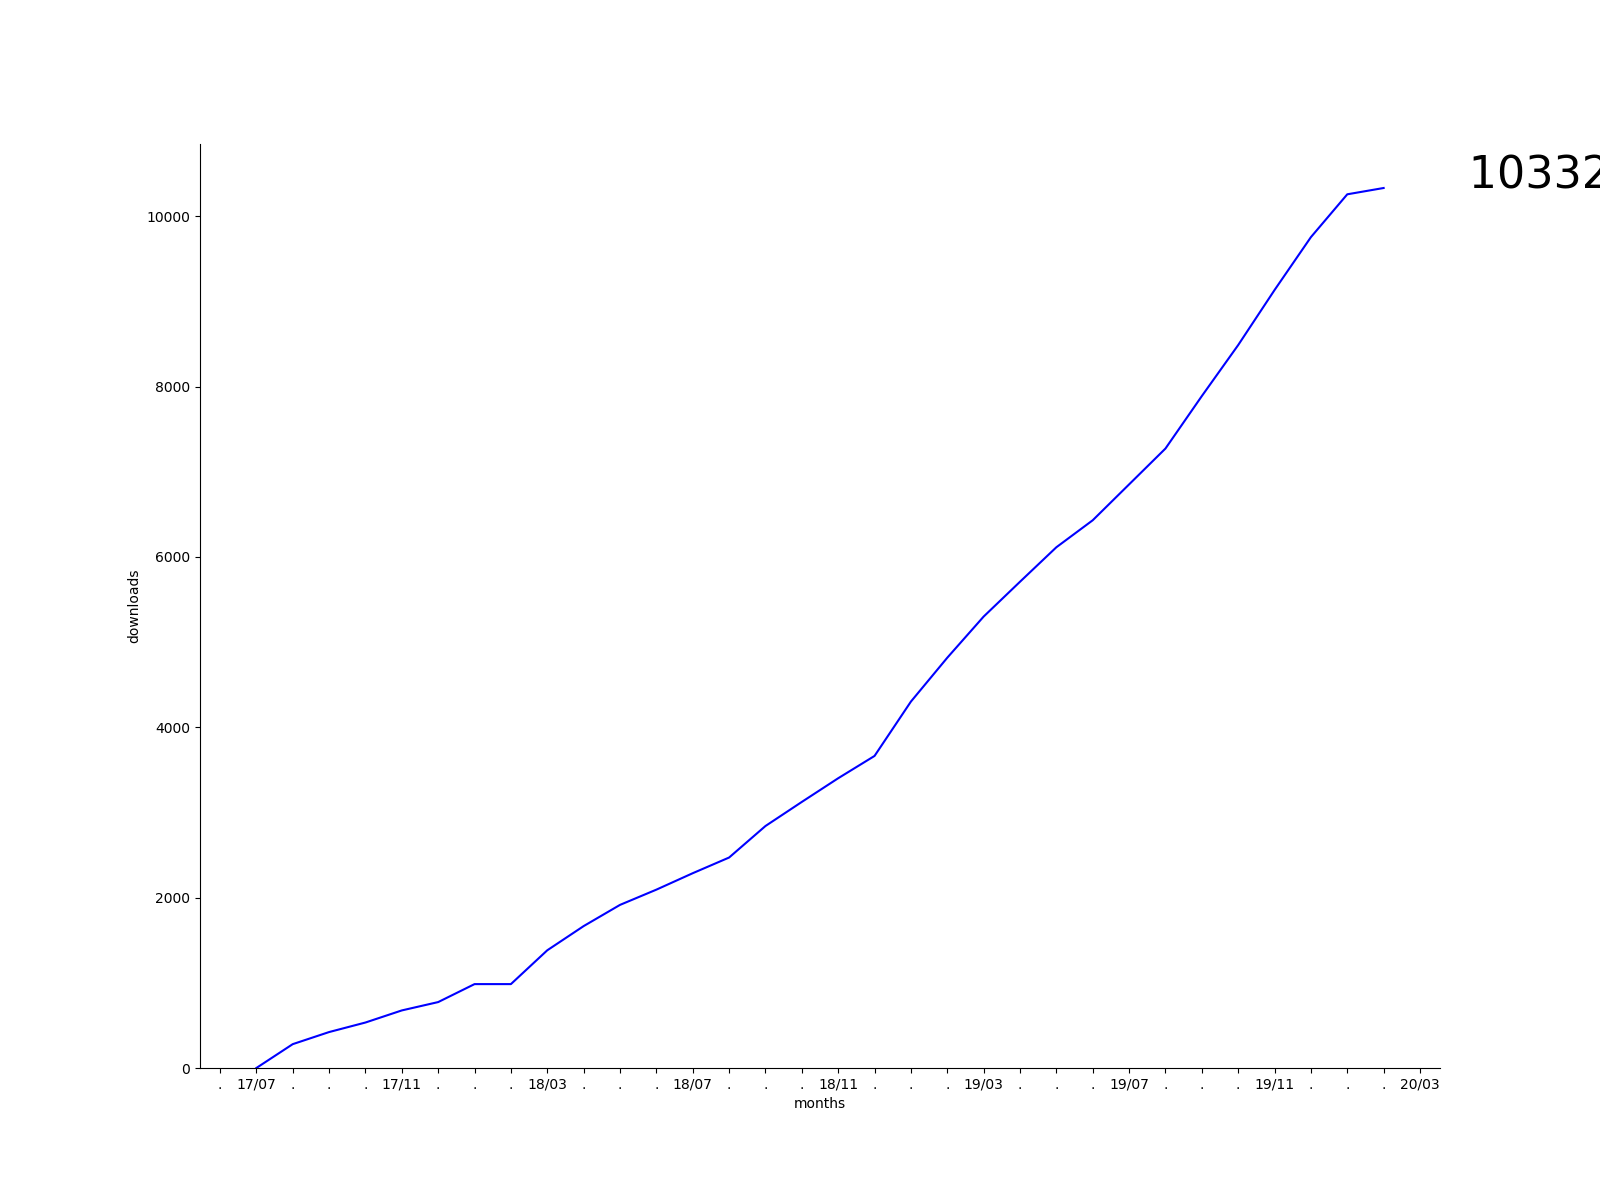 10332
10000
8000
6000
4000
2000
0
downloads
. 17/07 . . . 17/11 . . . 18/03 . . . 18/07 . . . 18/11 . . . 19/03 . . . 19/07 . . . 19/11 . . . 20/03
months